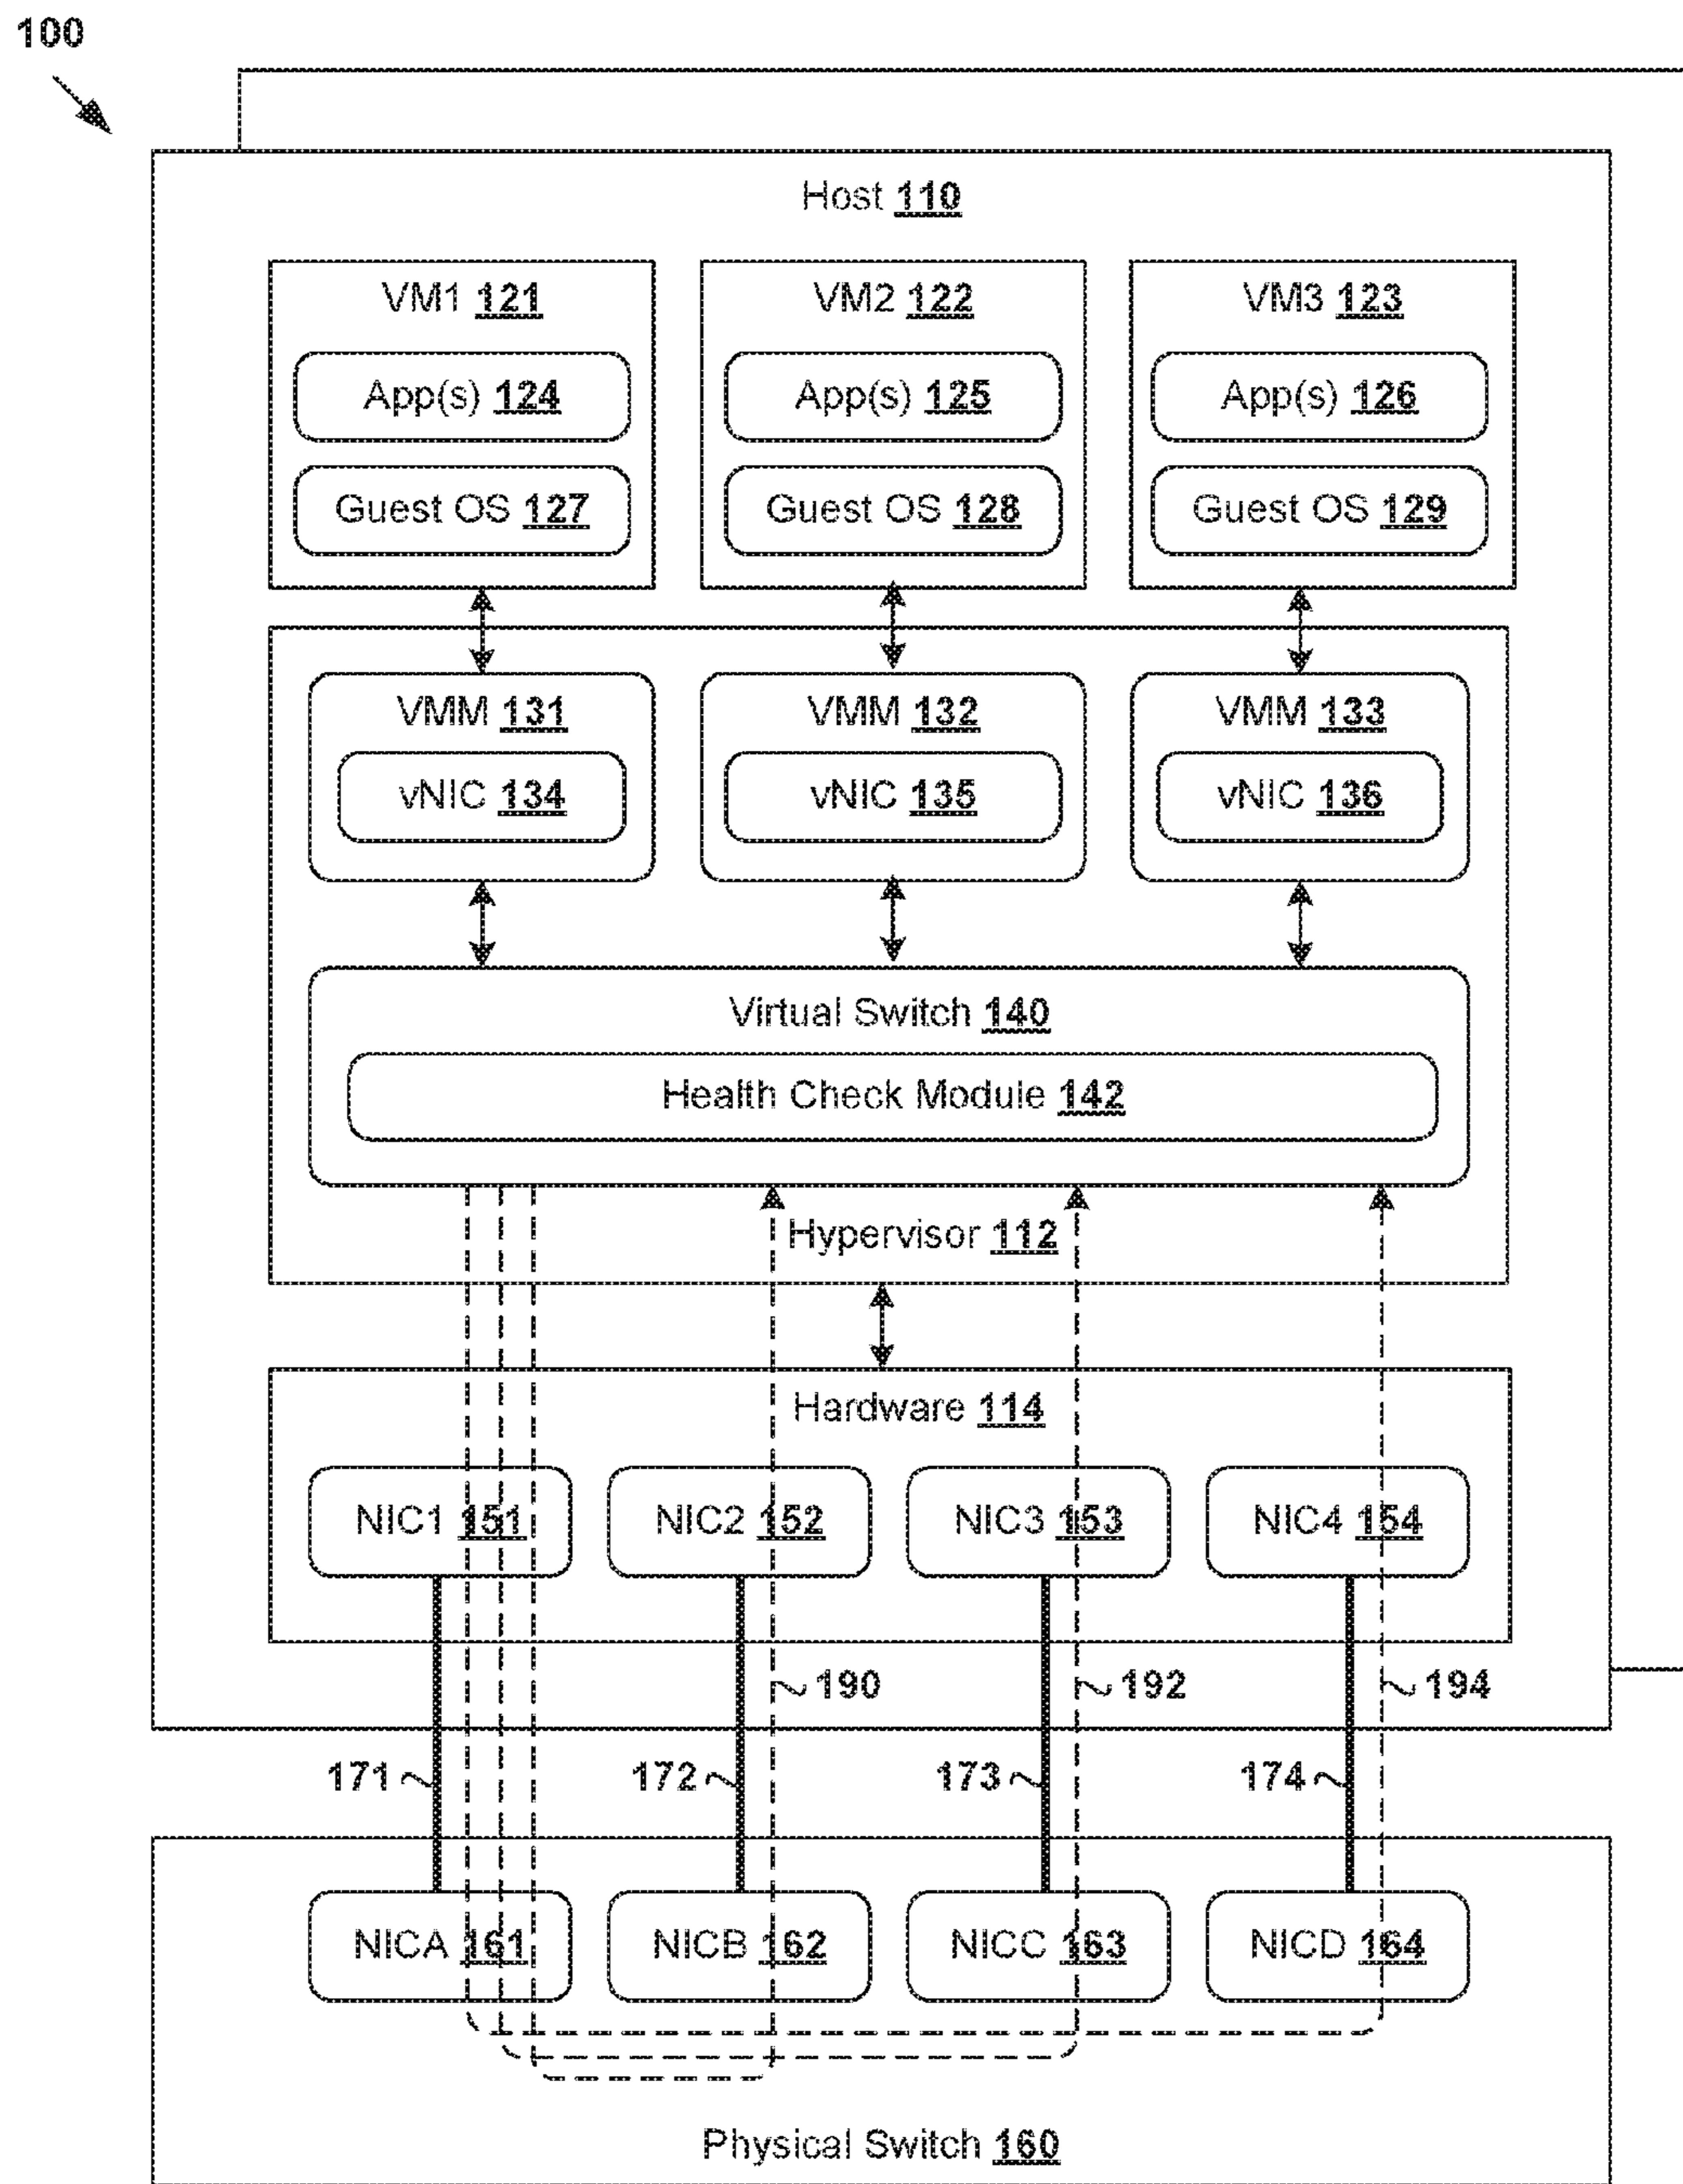 100
Host 110
VM1 121 VM2 122 VM3 123
App(s) 124 App(s) 125 App(s) 126
Guest OS 127 Guest OS 128 Guest OS 129
VMM 131 VMM 132 VMM 133
vNIC 134 vNIC 135 vNIC 136
Virtual Switch 140
Health Check Module 142
Hypervisor 112
Hardware 114
NIC1 151 NIC2 152 NIC3 153 NIC4 154
190 192 194
171 172 173 174
NICA 161 NICB 162 NICC 163 NICD 164
Physical Switch 160